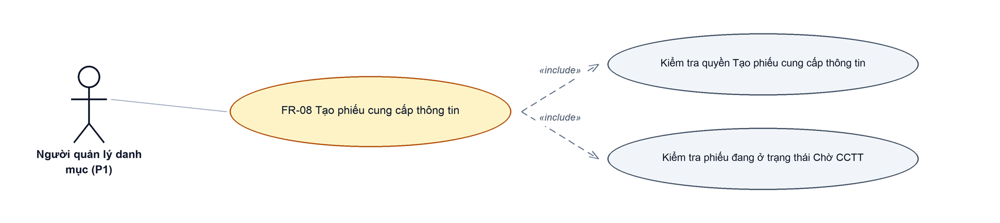 Người quản lý danh
mục (P1)
FR-08 Tạo phiếu cung cấp thông tin
«include»
«include»
Kiểm tra quyền Tạo phiếu cung cấp thông tin
Kiểm tra phiếu đang ở trạng thái Chờ CCTT